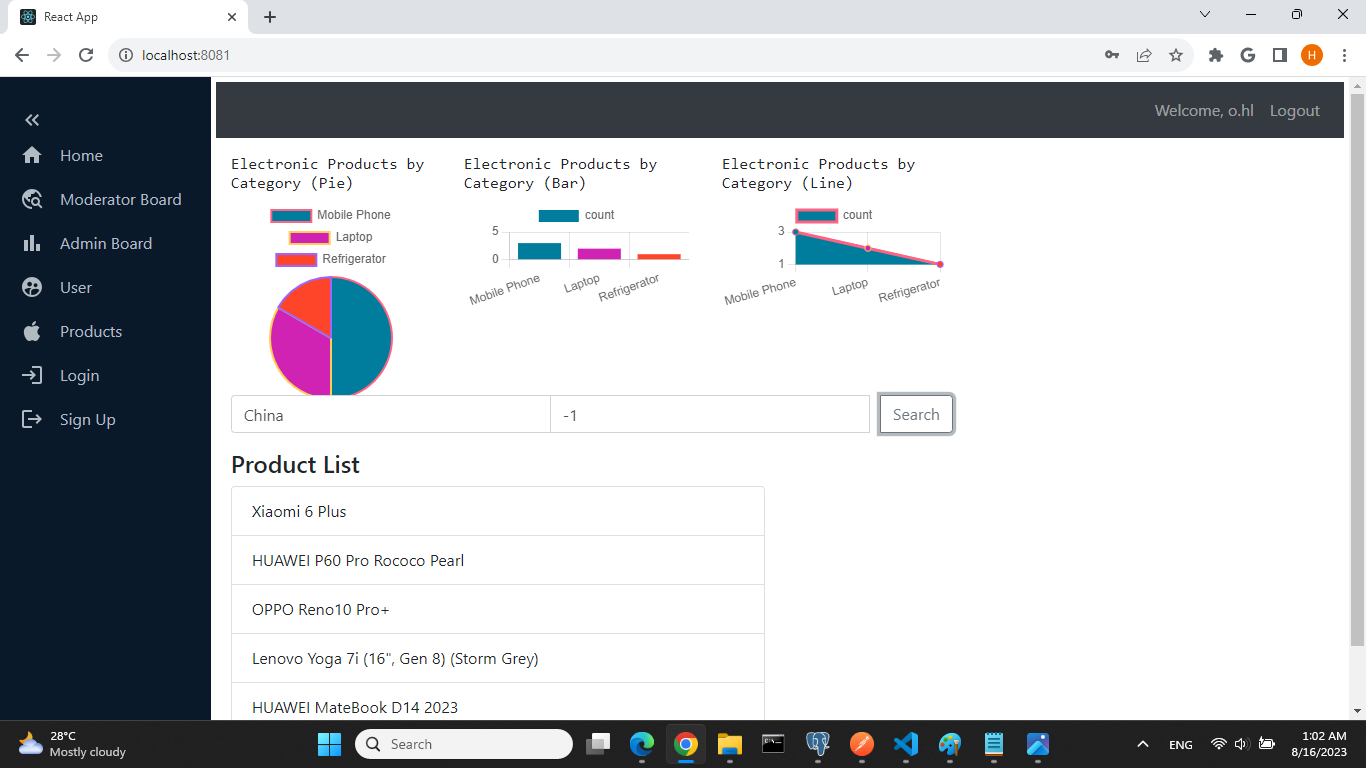 React App
localhost:8081
H
Welcome, o.hl Logout
Home
Moderator Board
Admin Board
User
Products
Login
Sign Up
Electronic Products by
Category (Pie)
Mobile Phone
Laptop
Refrigerator
Electronic Products by
Category (Bar)
count
5
0
Mobile Phone
Laptop
Refrigerator
Electronic Products by
Category (Line)
count
3
1
Mobile Phone
Laptop
Refrigerator
China
-1
Search
Product List
Xiaomi 6 Plus
HUAWEI P60 Pro Rococo Pearl
OPPO Reno10 Pro+
Lenovo Yoga 7i (16", Gen 8) (Storm Grey)
HUAWEI MateBook D14 2023
28°C
Mostly cloudy
Search
ENG
1:02 AM
8/16/2023